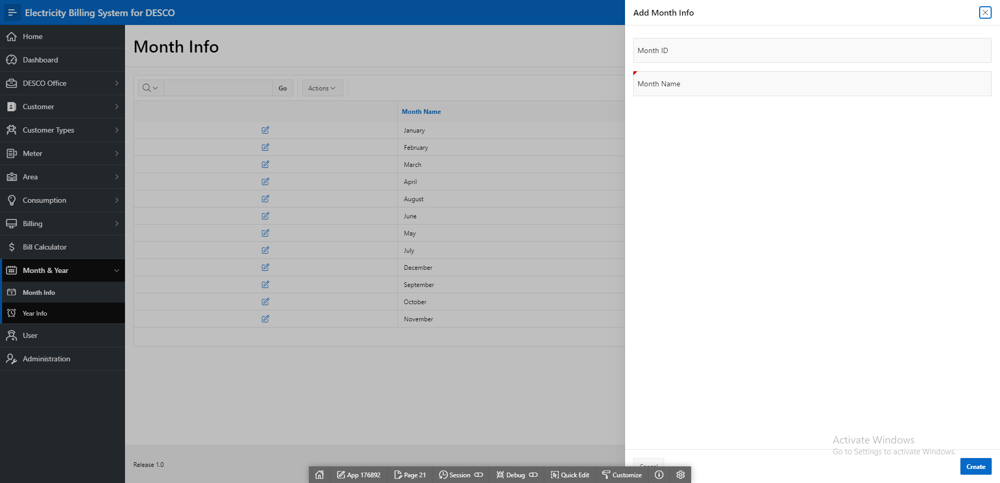 Electricity Billing System for DESCO
Add Month Info
Home
Dashboard
DESCO Office
Customer
Customer Types
Meter
Area
Consumption
Billing
Bill Calculator
Month & Year
Month Info
Year Info
User
Administration
Month Info
Go
Actions
Month Name
January
February
March
April
August
June
May
July
December
September
October
November
Release 1.0
Month ID
Month Name
Activate Windows
Go to Settings to activate Windows.
Cancel
Create
App 176892
Page 21
Session
Debug
Quick Edit
Customize